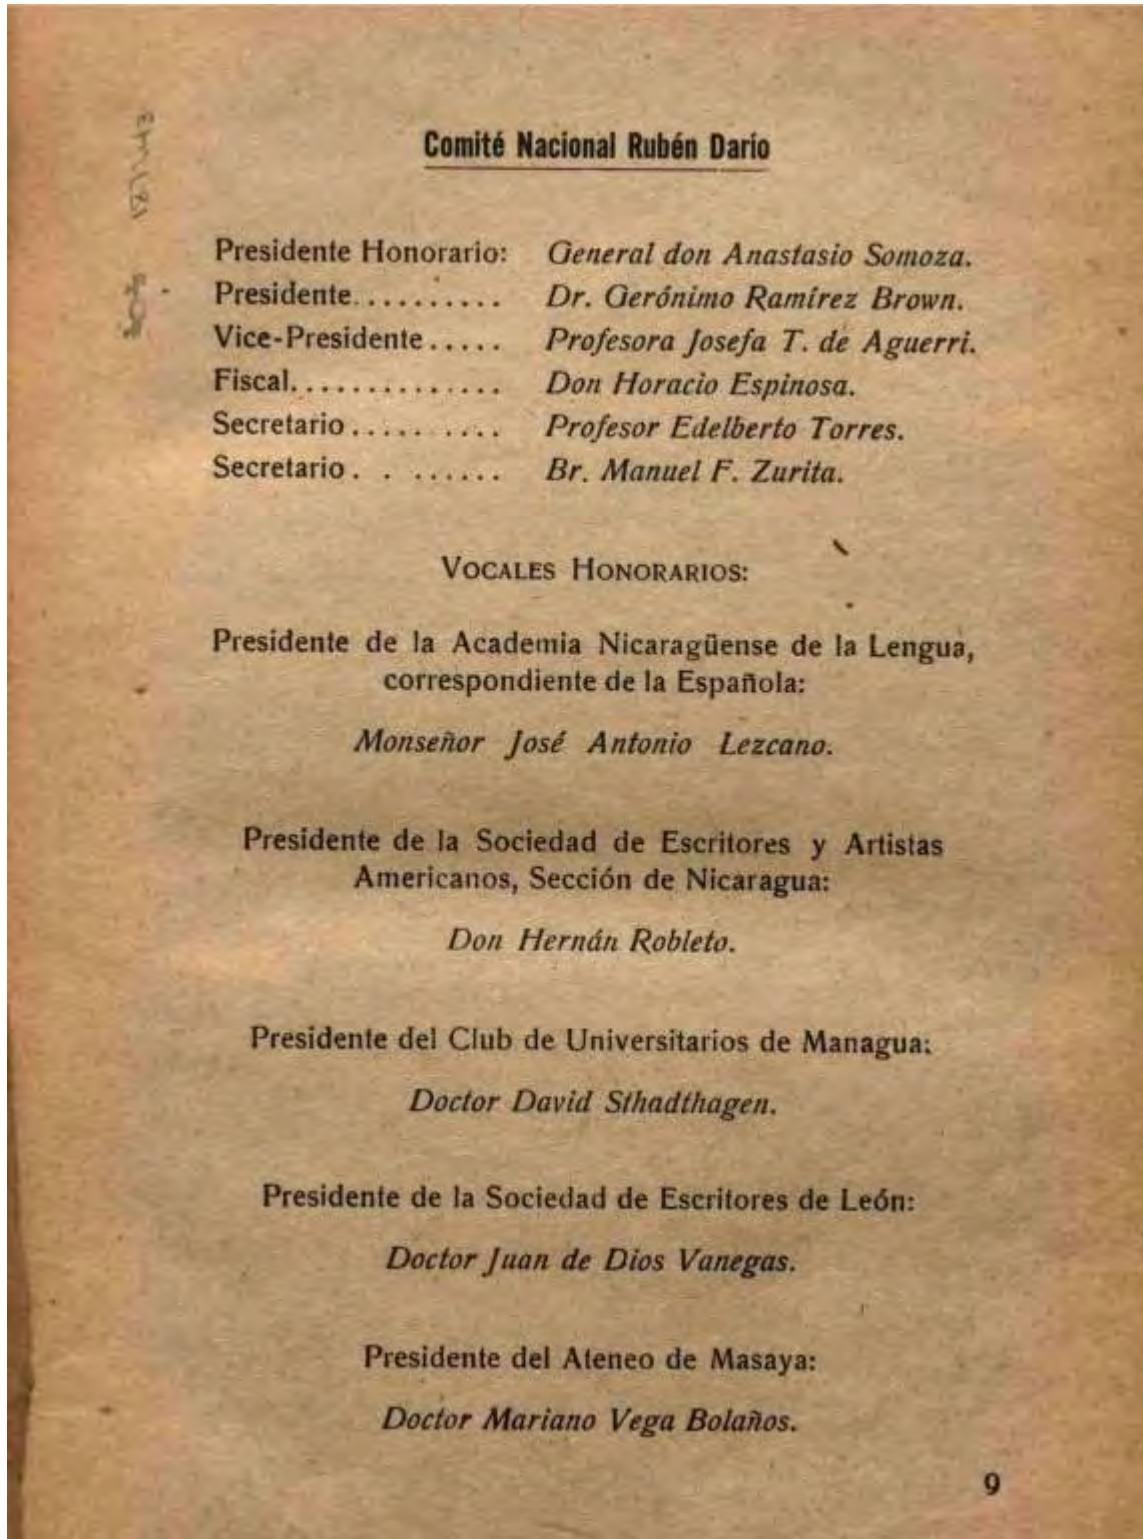 Comité Nacional Rubén Darío
Presidente Honorario: General don Anastasio Somoza.
Presidente.......... Dr. Gerónimo Ramírez Brown.
Vice-Presidente..... Profesora Josefa T. de Aguerri.
Fiscal.............. Don Horacio Espinosa.
Secretario.......... Profesor Edelberto Torres.
Secretario. . ...... Br. Manuel F. Zurita.
VOCALES HONORARIOS:
Presidente de la Academia Nicaragüense de la Lengua,
correspondiente de la Española:
Monseñor José Antonio Lezcano.
Presidente de la Sociedad de Escritores y Artistas
Americanos, Sección de Nicaragua:
Don Hernán Robleto.
Presidente del Club de Universitarios de Managua:
Doctor David Sthadthagen.
Presidente de la Sociedad de Escritores de León:
Doctor Juan de Dios Vanegas.
Presidente del Ateneo de Masaya:
Doctor Mariano Vega Bolaños.
9